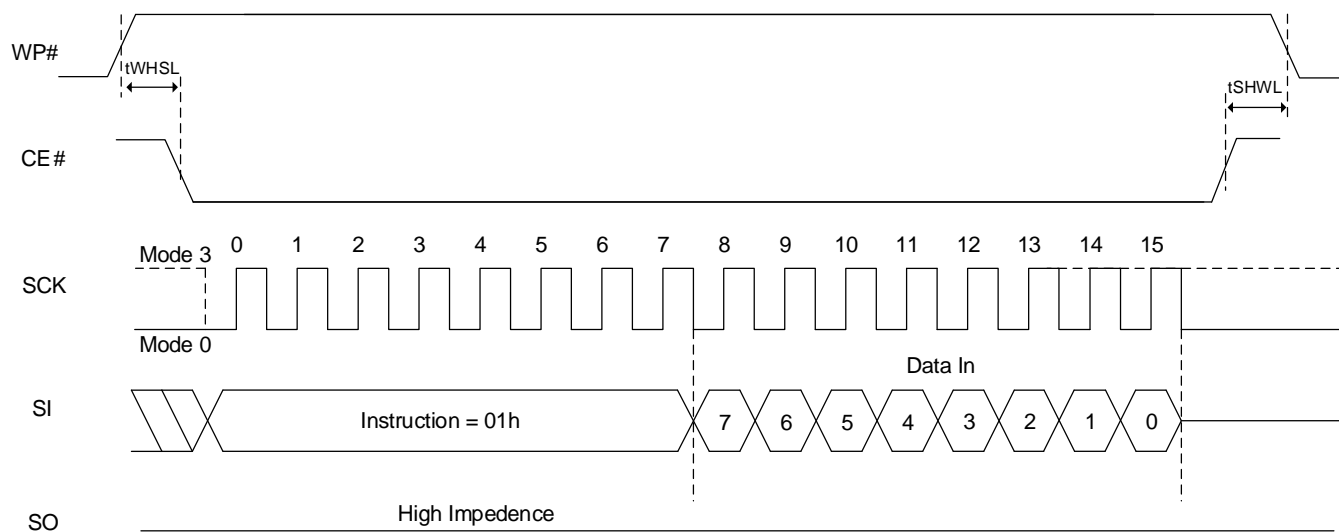 WP#
tWHSL
tSHWL
CE#
Mode 3
0 1 2 3 4 5 6 7 8 9 10 11 12 13 14 15
SCK
Mode 0
Data In
SI
Instruction = 01h
7 6 5 4 3 2 1 0
High Impedence
SO